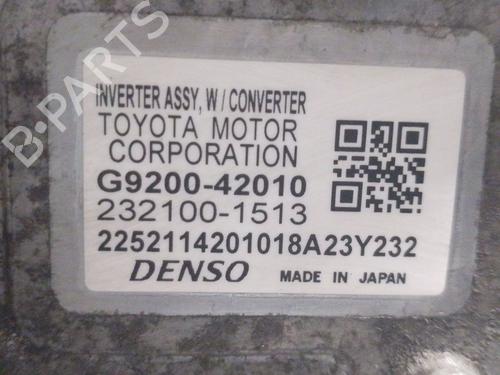 B-PARTS
INVERTER ASSY, W / CONVERTER
TOYOTA MOTOR
CORPORATION
G9200-42010
232100-1513
2252114201018A23Y232
DENSO MADE IN JAPAN